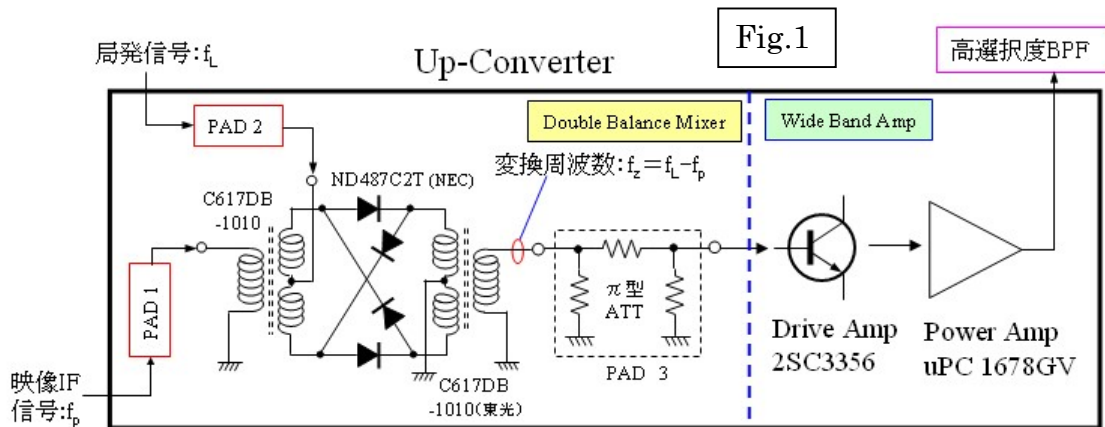 Fig.1
局発信号:fL
Up-Converter
高選択度BPF
PAD 2
Double Balance Mixer
Wide Band Amp
変換周波数:fz=fL-fp
ND487C2T (NEC)
C617DB
-1010
PAD 1
π型
ATT
PAD 3
Drive Amp
2SC3356
Power Amp
uPC 1678GV
C617DB
-1010(東光)
映像IF
信号:fp